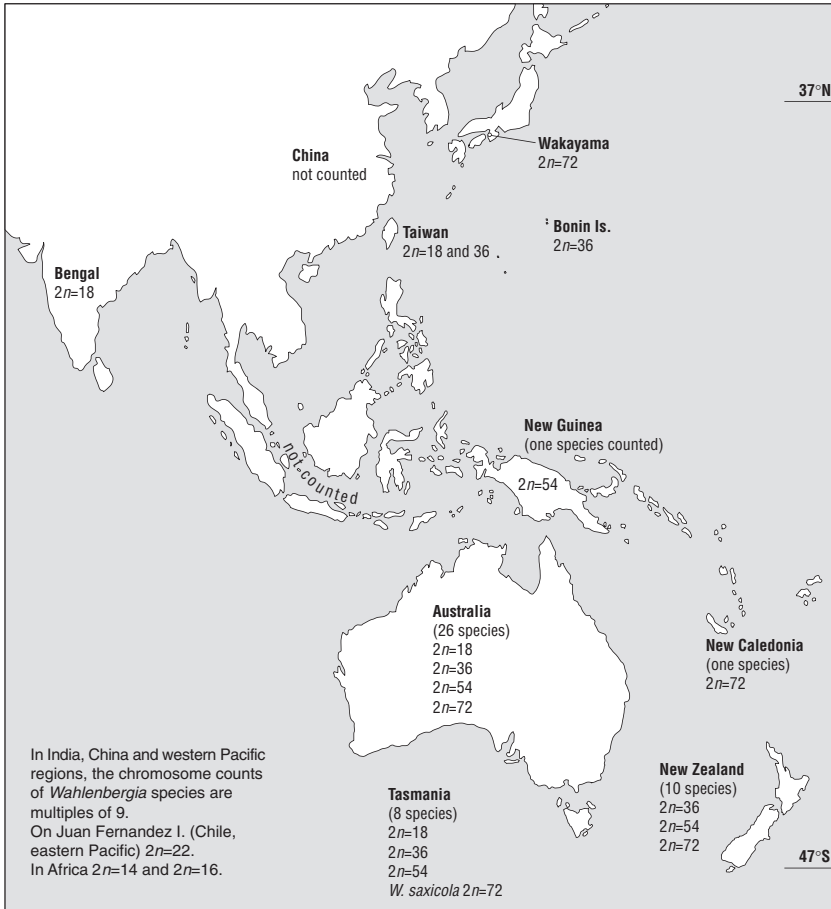 37°N
Wakayama
2n=72
China
not counted
Taiwan
2n=18 and 36
Bonin Is.
2n=36
Bengal
2n=18
not counted
New Guinea
(one species counted)
2n=54
Australia
(26 species)
2n=18
2n=36
2n=54
2n=72
New Caledonia
(one species)
2n=72
In India, China and western Pacific
regions, the chromosome counts
of Wahlenbergia species are
multiples of 9.
On Juan Fernandez I. (Chile,
eastern Pacific) 2n=22.
In Africa 2n=14 and 2n=16.
Tasmania
(8 species)
2n=18
2n=36
2n=54
W. saxicola 2n=72
New Zealand
(10 species)
2n=36
2n=54
2n=72
47°S